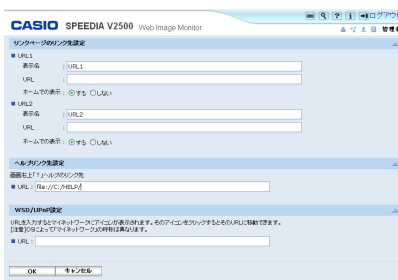 ログアウト
CASIO SPEEDIA V2500 Web Image Monitor
管理者
リンクページのリンク先設定
■ URL1
表示名 : URL1
URL :
ホームでの表示 : する しない
■ URL2
表示名 : URL2
URL :
ホームでの表示 : する しない
ヘルプリンク先設定
画面右上「?」ヘルプのリンク先
■ URL : file://C:/HELP/
WSD/UPnP設定
URLを入力するとマイネットワークにアイコンが表示されます。そのアイコンをクリックするとそのURLに移動できます。
[注意]OSによって「マイネットワーク」の呼称は異なります。
■ URL :
OK キャンセル